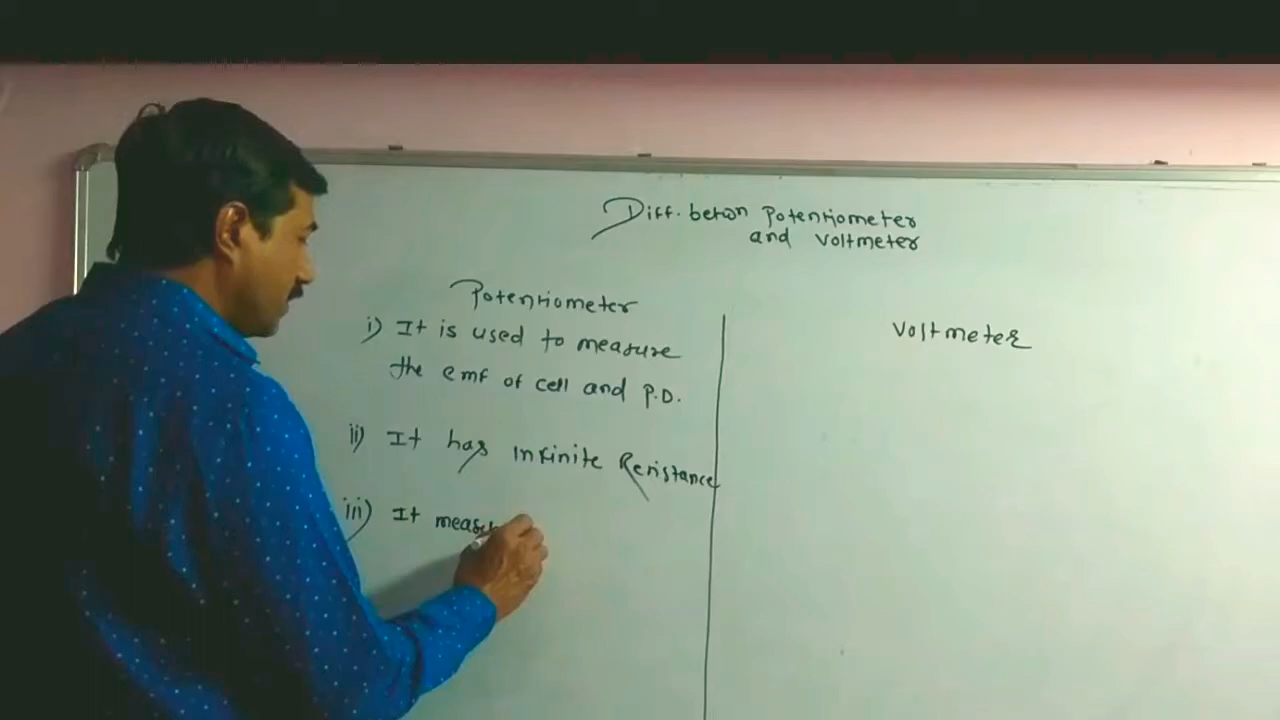 Diff. betwn Potentiometer
and Voltmeter
Potentiometer
i) It is used to measure
the emf of cell and P.D.
ii) It has Infinite Resistance
iii) It measu
Voltmeter